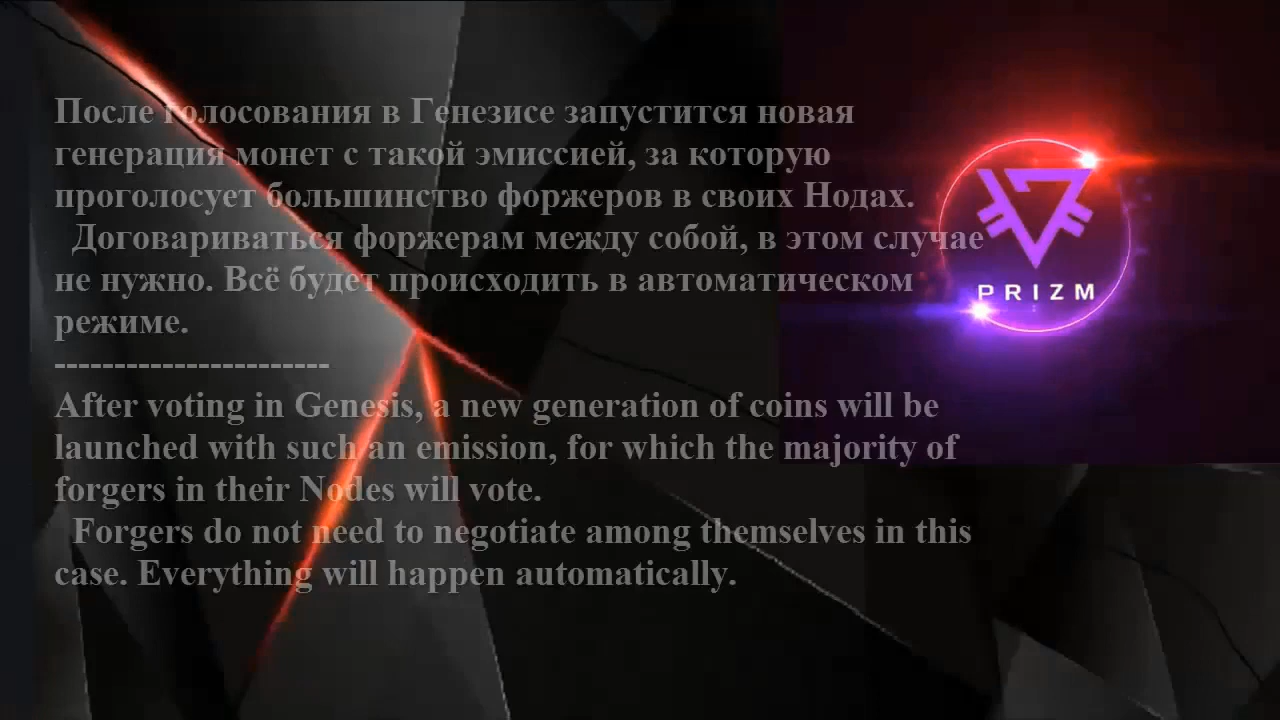 После голосования в Генезисе запустится новая
генерация монет с такой эмиссией, за которую
проголосует большинство форжеров в своих Нодах.
Договариваться форжерам между собой, в этом случае
не нужно. Всё будет происходить в автоматическом
режиме.
-----------------------
After voting in Genesis, a new generation of coins will be
launched with such an emission, for which the majority of
forgers in their Nodes will vote.
Forgers do not need to negotiate among themselves in this
case. Everything will happen automatically.
PRIZM